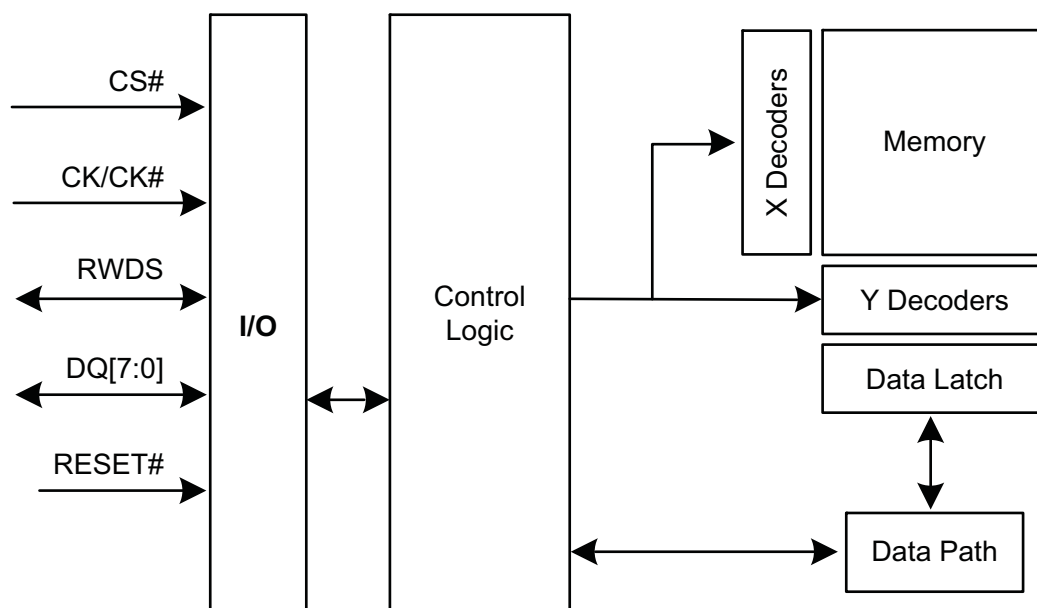 CS#
CK/CK#
RWDS
DQ[7:0]
RESET#
I/O
Control
Logic
X Decoders
Memory
Y Decoders
Data Latch
Data Path